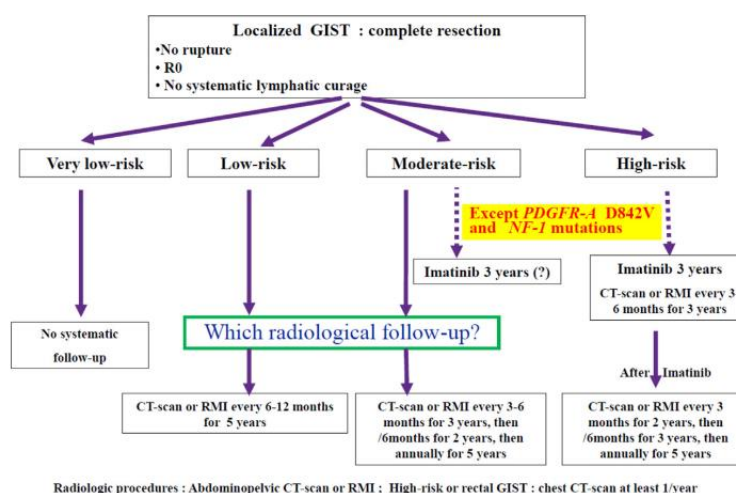 Localized GIST : complete resection
•No rupture
•R0
•No systematic lymphatic curage
Very low-risk
Low-risk
Moderate-risk
High-risk
Except PDGFR-A D842V
and NF-1 mutations
Imatinib 3 years (?)
Imatinib 3 years
CT-scan or RMI every 3-
6 months for 3 years
No systematic
follow-up
Which radiological follow-up?
After Imatinib
CT-scan or RMI every 6-12 months
for 5 years
CT-scan or RMI every 3-6
months for 3 years, then
/6months for 2 years, then
annually for 5 years
CT-scan or RMI every 3
months for 2 years, then
/6months for 3 years, then
annually for 5 years
Radiologic procedures : Abdominopelvic CT-scan or RMI ; High-risk or rectal GIST : chest CT-scan at least 1/year